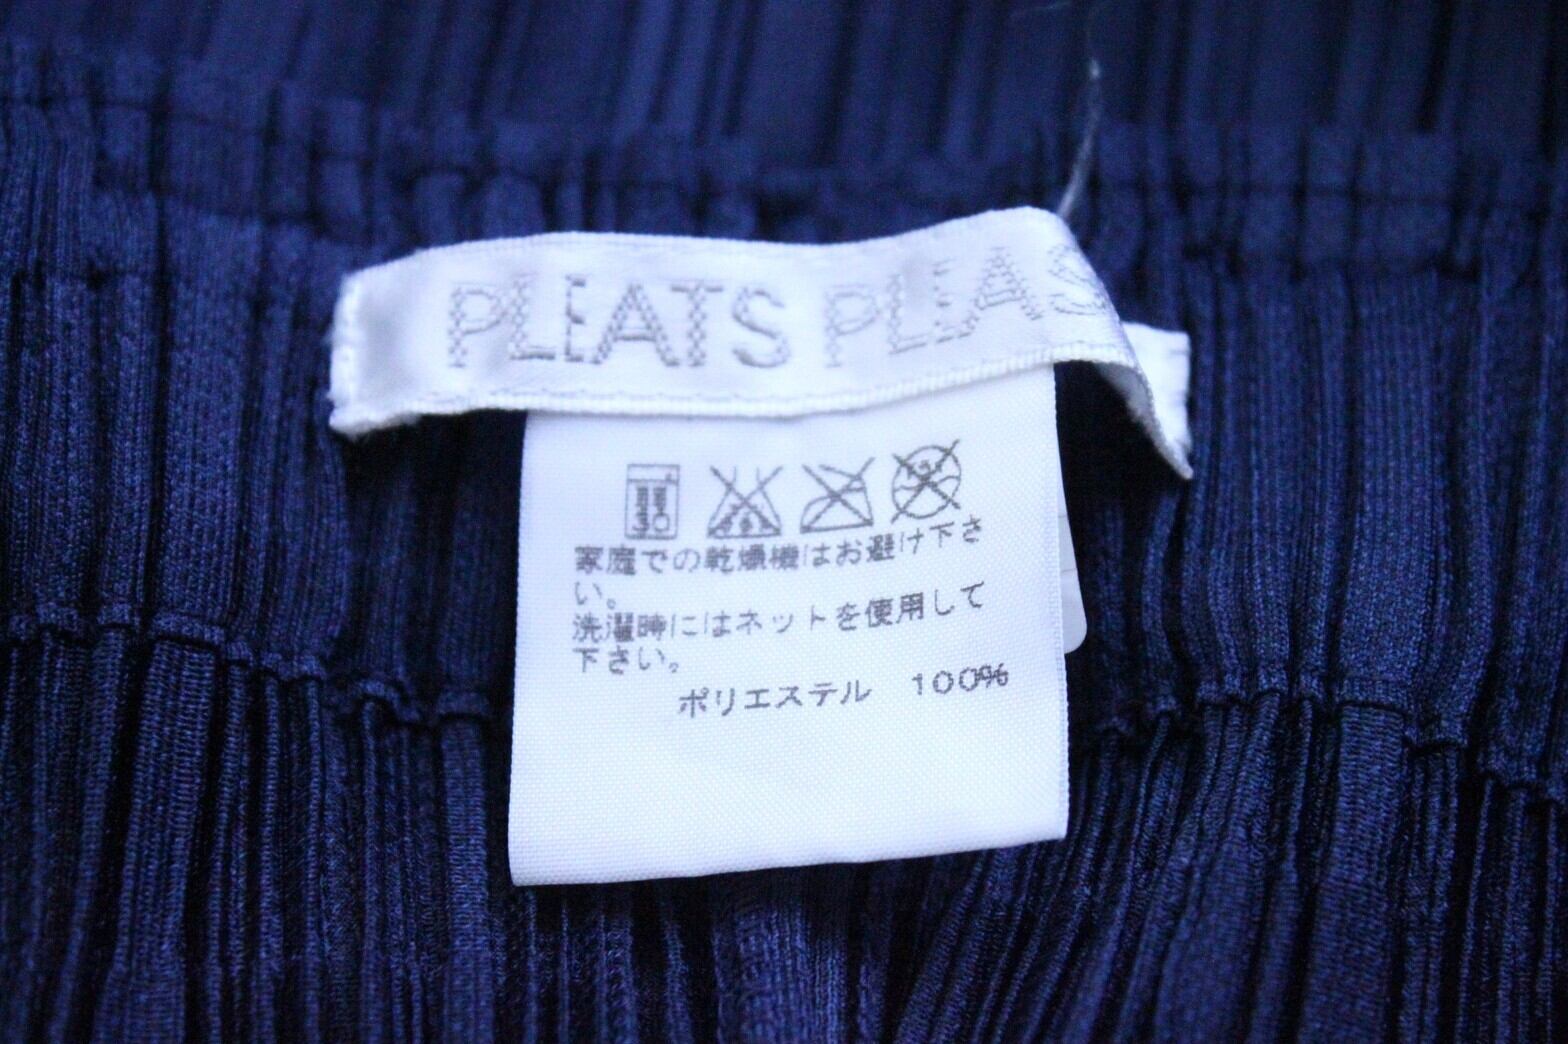 PLEATS PLEAS
家庭での乾燥機はお避け下さ
い。
洗濯時にはネットを使用して
下さい。
ポリエステル 100%